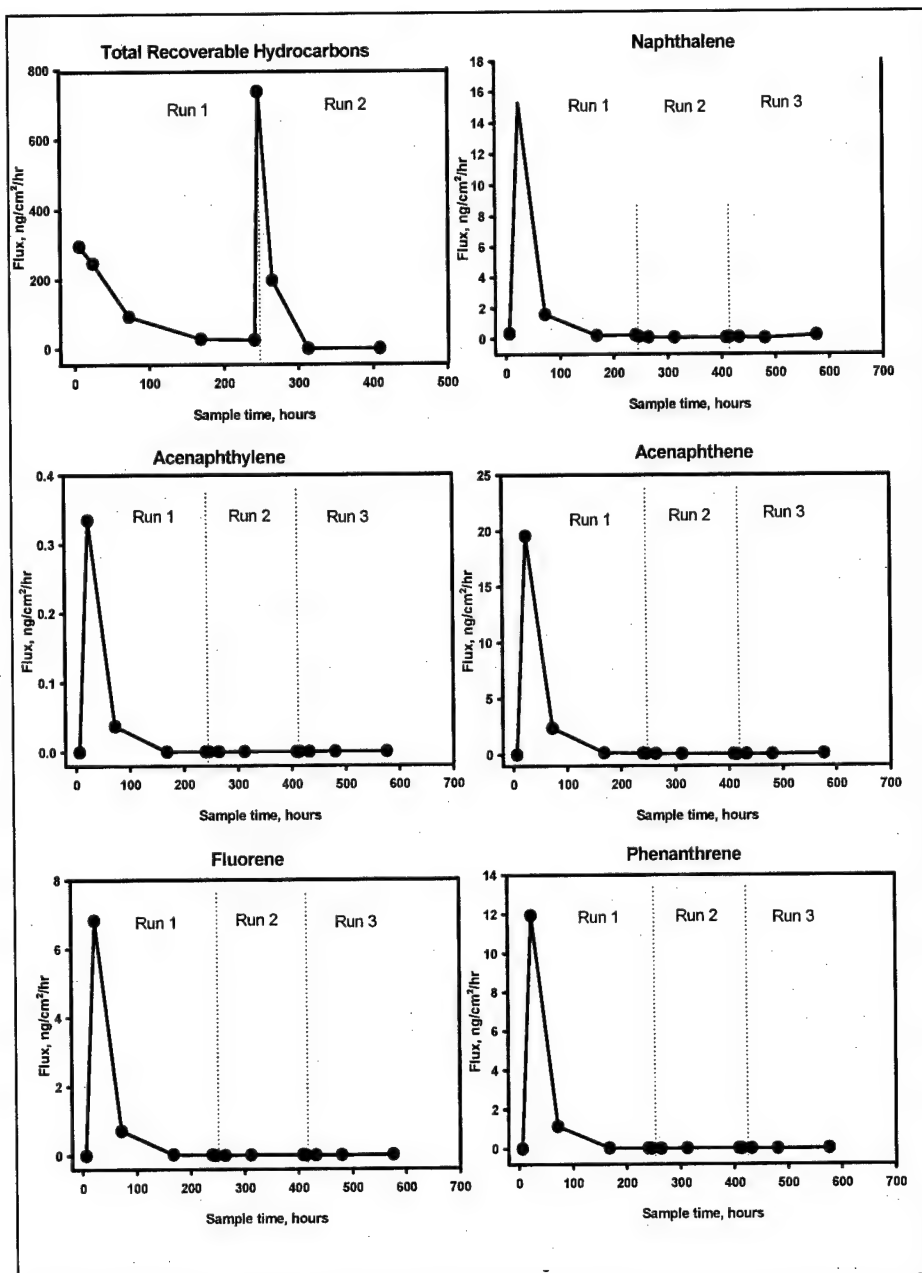 Total Recoverable Hydrocarbons
800
600
400
200
0
Flux, ng/cm²/hr
Run 1
Run 2
0 100 200 300 400 500
Sample time, hours
Naphthalene
18
16
14
12
10
8
6
4
2
0
Flux, ng/cm²/hr
Run 1
Run 2
Run 3
0 100 200 300 400 500 600 700
Sample time, hours
Acenaphthylene
0.4
0.3
0.2
0.1
0.0
Flux, ng/cm²/hr
Run 1
Run 2
Run 3
0 100 200 300 400 500 600 700
Sample time, hours
Acenaphthene
25
20
15
10
5
0
Flux, ng/cm²/hr
Run 1
Run 2
Run 3
0 100 200 300 400 500 600 700
Sample time, hours
Fluorene
8
6
4
2
0
Flux, ng/cm²/hr
Run 1
Run 2
Run 3
0 100 200 300 400 500 600 700
Sample time, hours
Phenanthrene
14
12
10
8
6
4
2
0
Flux, ng/cm²/hr
Run 1
Run 2
Run 3
0 100 200 300 400 500 600 700
Sample time, hours